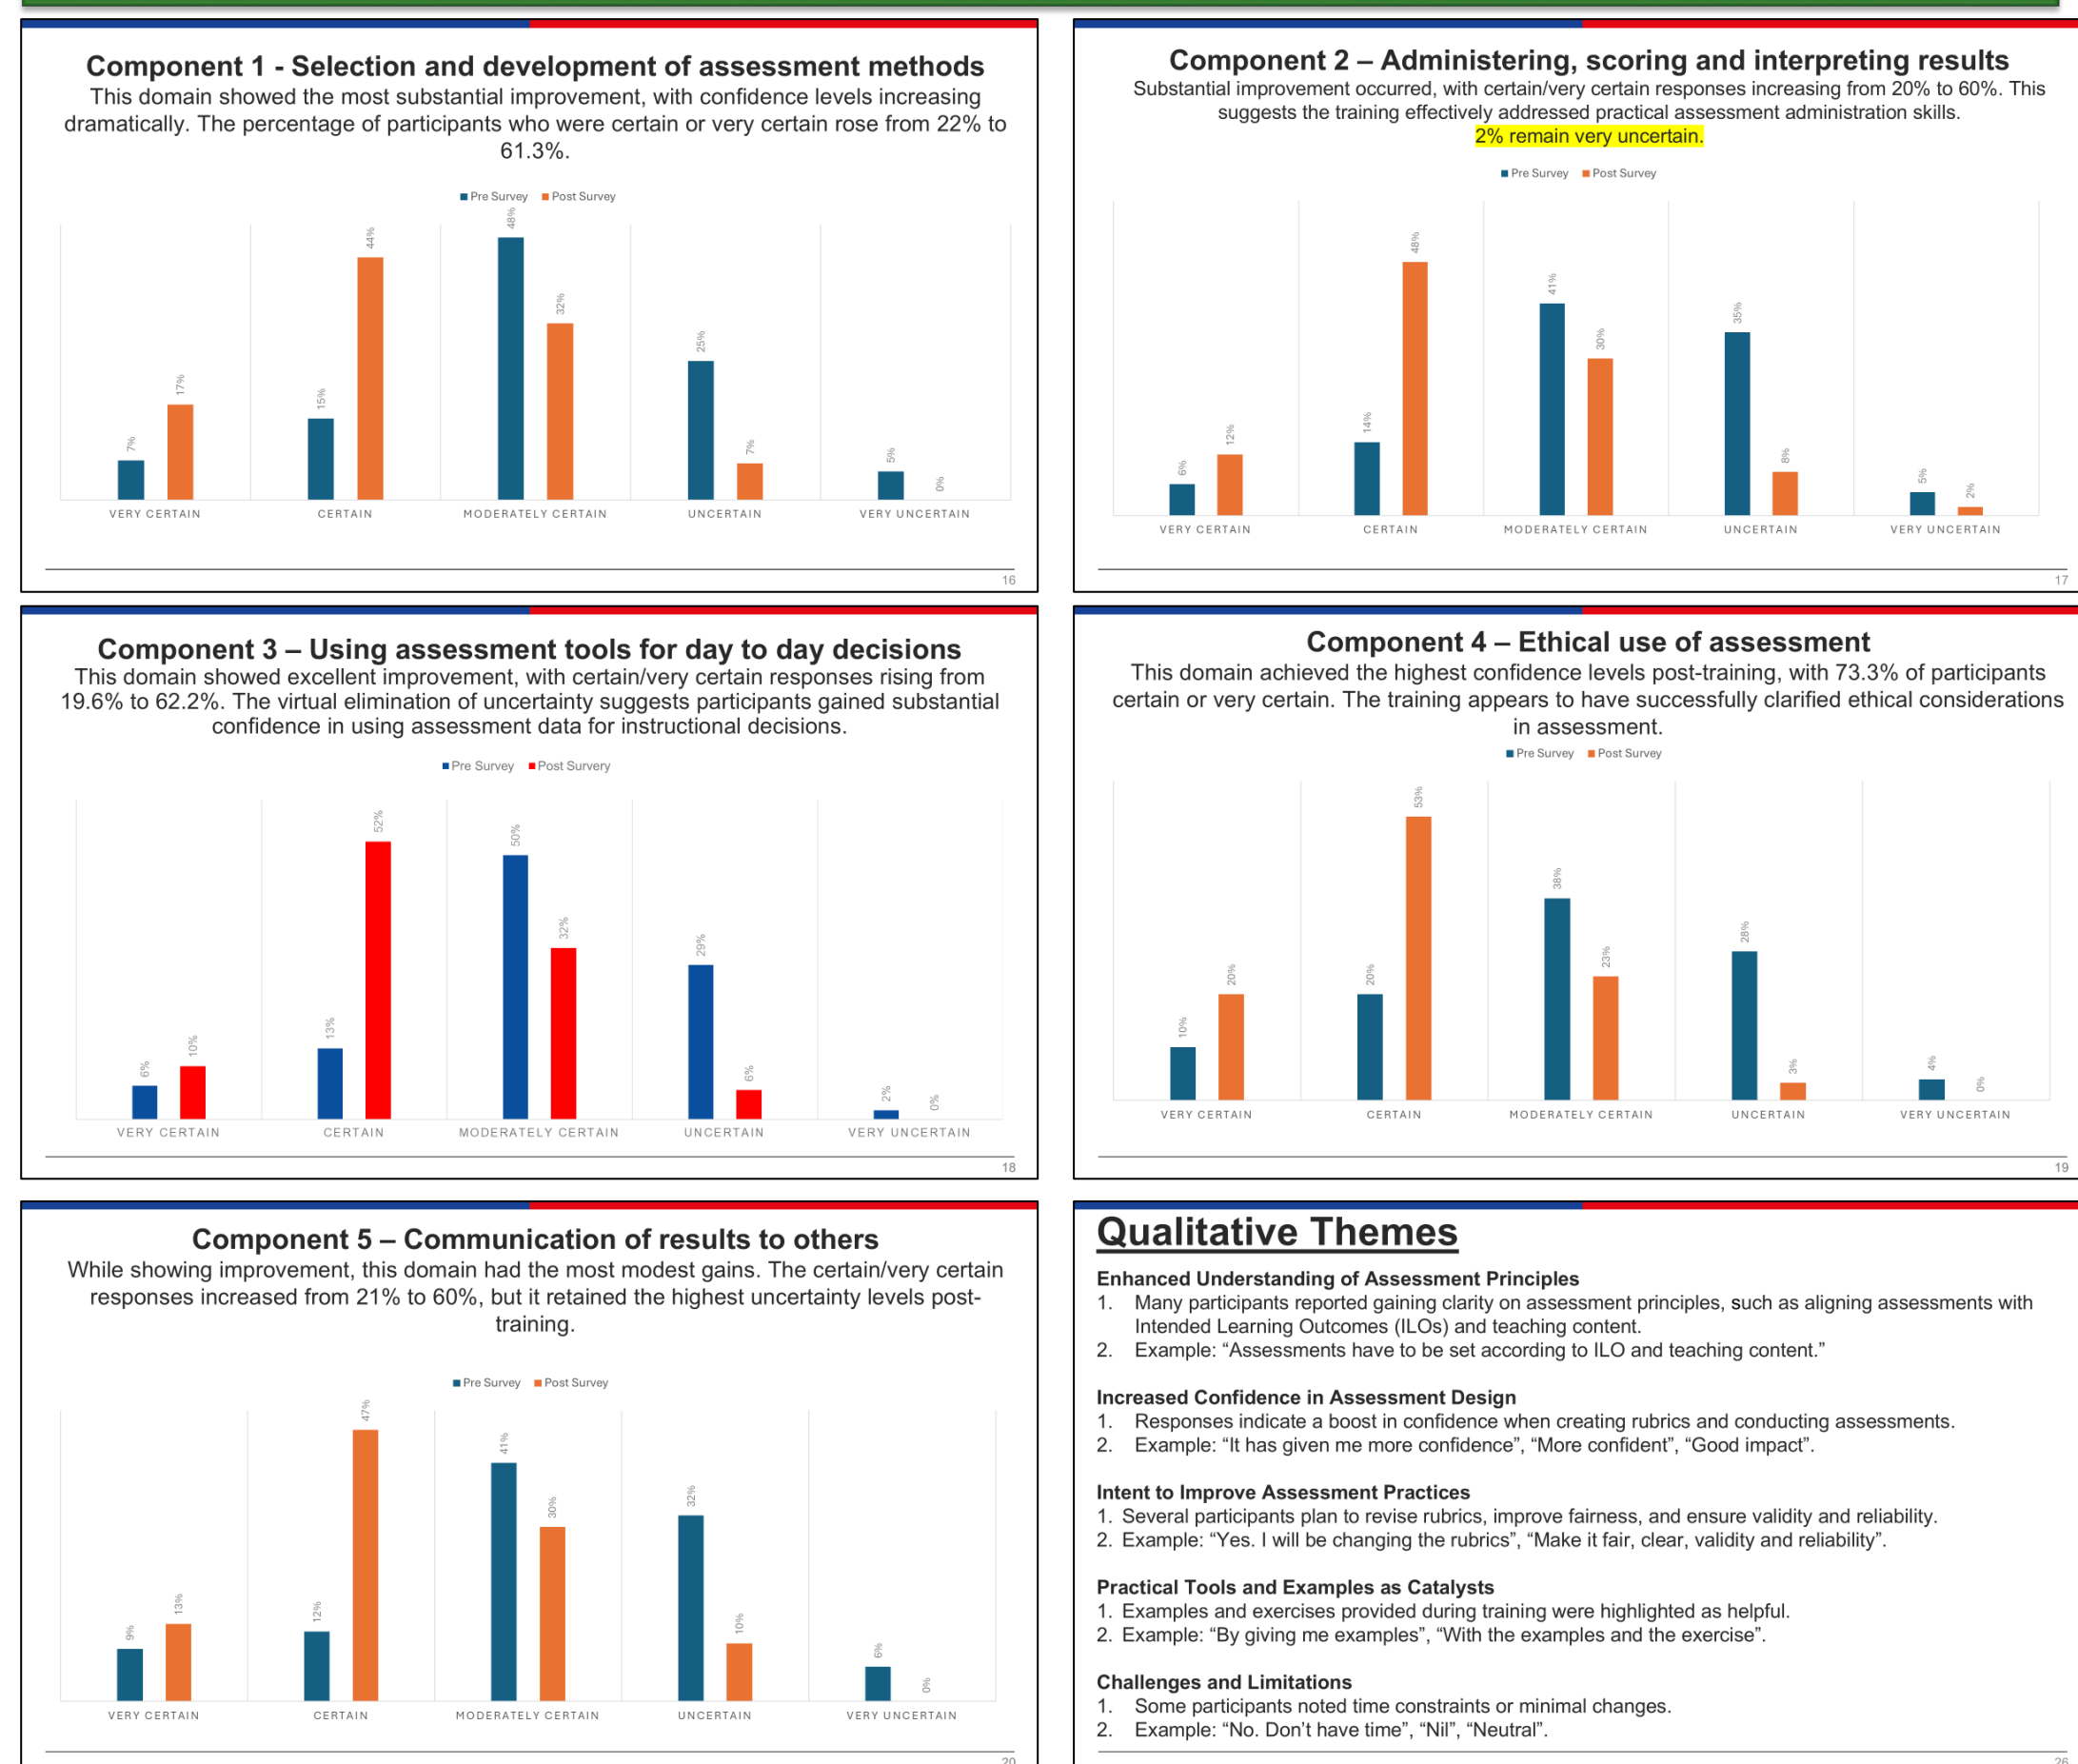 Component 1 - Selection and development of assessment methods
This domain showed the most substantial improvement, with confidence levels increasing
dramatically. The percentage of participants who were certain or very certain rose from 22% to
61.3%.
Pre Survey Post Survey
7% 17% 15% 44% 48% 32% 25% 7% 5% 0%
VERY CERTAIN CERTAIN MODERATELY CERTAIN UNCERTAIN VERY UNCERTAIN
16
Component 2 – Administering, scoring and interpreting results
Substantial improvement occurred, with certain/very certain responses increasing from 20% to 60%. This
suggests the training effectively addressed practical assessment administration skills.
2% remain very uncertain.
Pre Survey Post Survey
6% 12% 14% 48% 41% 30% 35% 8% 5% 2%
VERY CERTAIN CERTAIN MODERATELY CERTAIN UNCERTAIN VERY UNCERTAIN
17
Component 3 – Using assessment tools for day to day decisions
This domain showed excellent improvement, with certain/very certain responses rising from
19.6% to 62.2%. The virtual elimination of uncertainty suggests participants gained substantial
confidence in using assessment data for instructional decisions.
Pre Survey Post Survery
6% 10% 13% 52% 50% 32% 29% 6% 2% 0%
VERY CERTAIN CERTAIN MODERATELY CERTAIN UNCERTAIN VERY UNCERTAIN
18
Component 4 – Ethical use of assessment
This domain achieved the highest confidence levels post-training, with 73.3% of participants
certain or very certain. The training appears to have successfully clarified ethical considerations
in assessment.
Pre Survey Post Survey
10% 20% 20% 53% 38% 23% 28% 3% 4% 0%
VERY CERTAIN CERTAIN MODERATELY CERTAIN UNCERTAIN VERY UNCERTAIN
19
Component 5 – Communication of results to others
While showing improvement, this domain had the most modest gains. The certain/very certain
responses increased from 21% to 60%, but it retained the highest uncertainty levels post-
training.
Pre Survey Post Survey
9% 13% 12% 47% 41% 30% 32% 10% 6% 0%
VERY CERTAIN CERTAIN MODERATELY CERTAIN UNCERTAIN VERY UNCERTAIN
20
Qualitative Themes
Enhanced Understanding of Assessment Principles
1. Many participants reported gaining clarity on assessment principles, such as aligning assessments with
Intended Learning Outcomes (ILOs) and teaching content.
2. Example: “Assessments have to be set according to ILO and teaching content.”
Increased Confidence in Assessment Design
1. Responses indicate a boost in confidence when creating rubrics and conducting assessments.
2. Example: “It has given me more confidence”, “More confident”, “Good impact”.
Intent to Improve Assessment Practices
1. Several participants plan to revise rubrics, improve fairness, and ensure validity and reliability.
2. Example: “Yes. I will be changing the rubrics”, “Make it fair, clear, validity and reliability”.
Practical Tools and Examples as Catalysts
1. Examples and exercises provided during training were highlighted as helpful.
2. Example: “By giving me examples”, “With the examples and the exercise”.
Challenges and Limitations
1. Some participants noted time constraints or minimal changes.
2. Example: “No. Don’t have time”, “Nil”, “Neutral”.
26